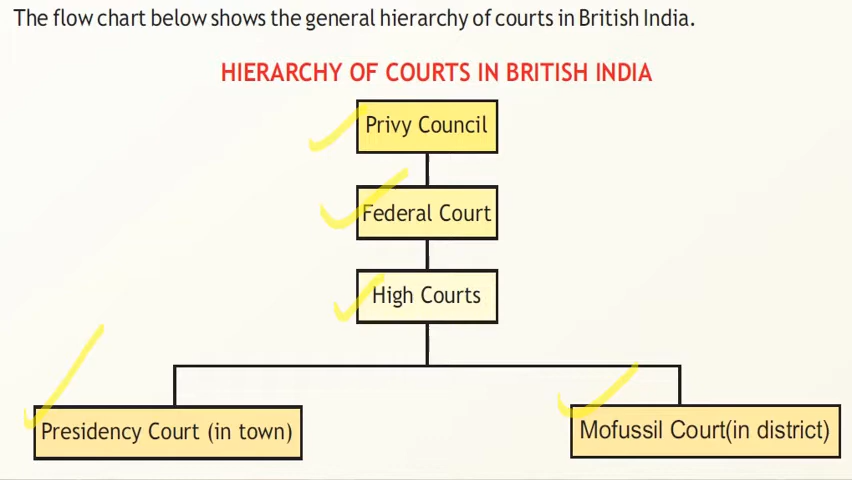 The flow chart below shows the general hierarchy of courts in British India.
HIERARCHY OF COURTS IN BRITISH INDIA
Privy Council
Federal Court
High Courts
Presidency Court (in town)
Mofussil Court(in district)